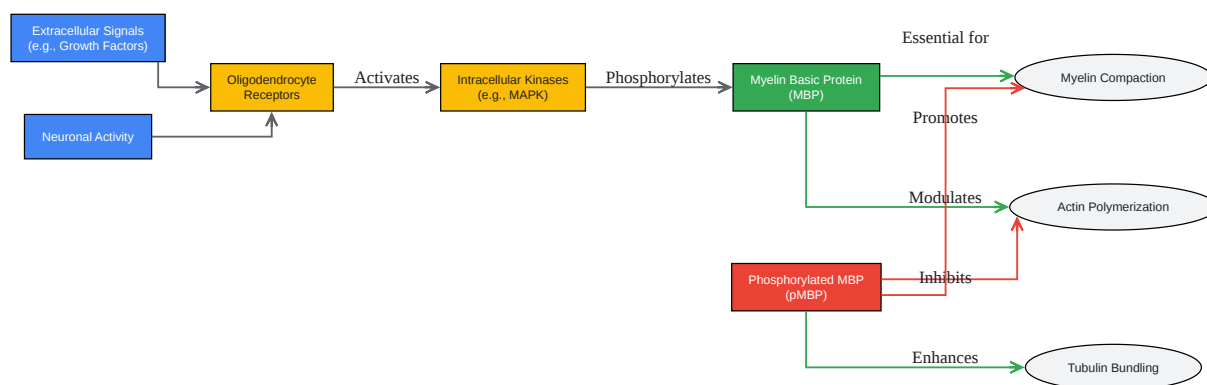 Extracellular Signals
(e.g., Growth Factors)
Neuronal Activity
Oligodendrocyte
Receptors
Activates
Intracellular Kinases
(e.g., MAPK)
Phosphorylates
Myelin Basic Protein
(MBP)
Essential for
Myelin Compaction
Promotes
Modulates
Actin Polymerization
Phosphorylated MBP
(pMBP)
Inhibits
Enhances
Tubulin Bundling